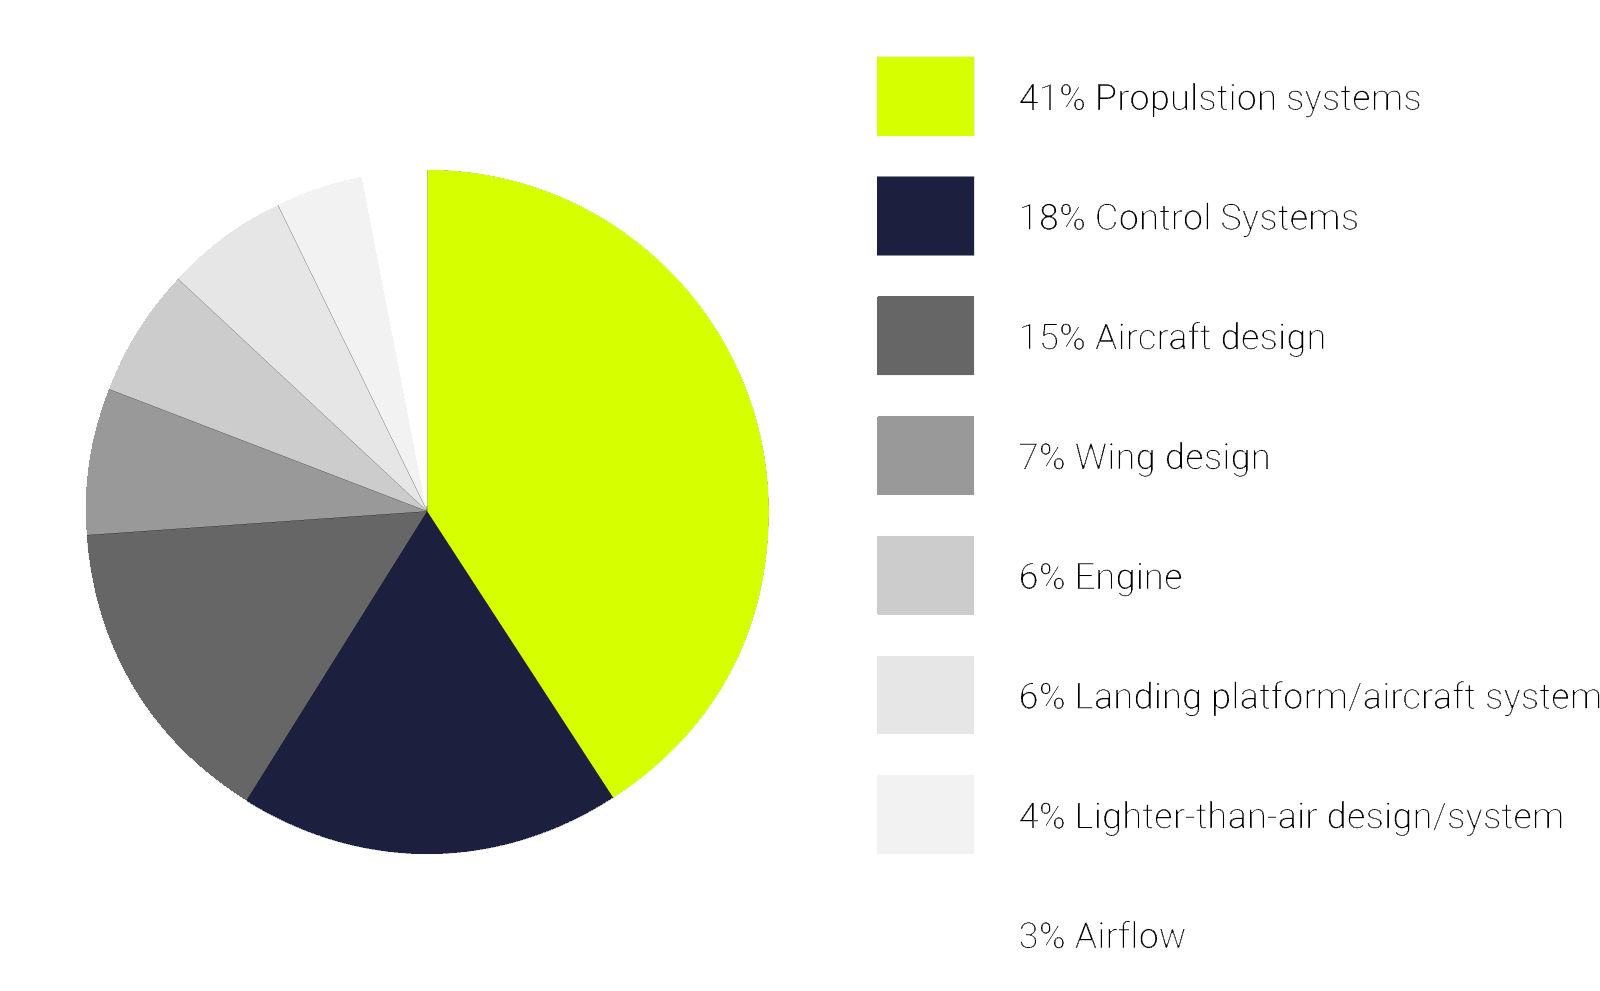 41% Propulstion systems
18% Control Systems
15% Aircraft design
7% Wing design
6% Engine
6% Landing platform/aircraft system
4% Lighter-than-air design/system
3% Airflow